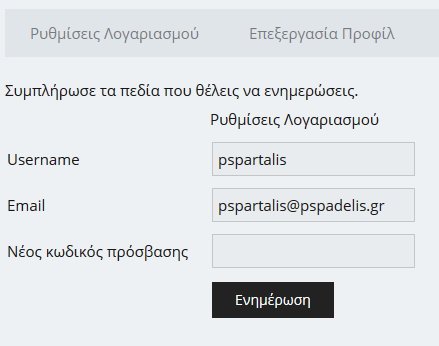 Ρυθμίσεις Λογαριασμού Επεξεργασία Προφίλ
Συμπλήρωσε τα πεδία που θέλεις να ενημερώσεις.
Ρυθμίσεις Λογαριασμού
Username pspartalis
Email pspartalis@pspadelis.gr
Νέος κωδικός πρόσβασης
Ενημέρωση